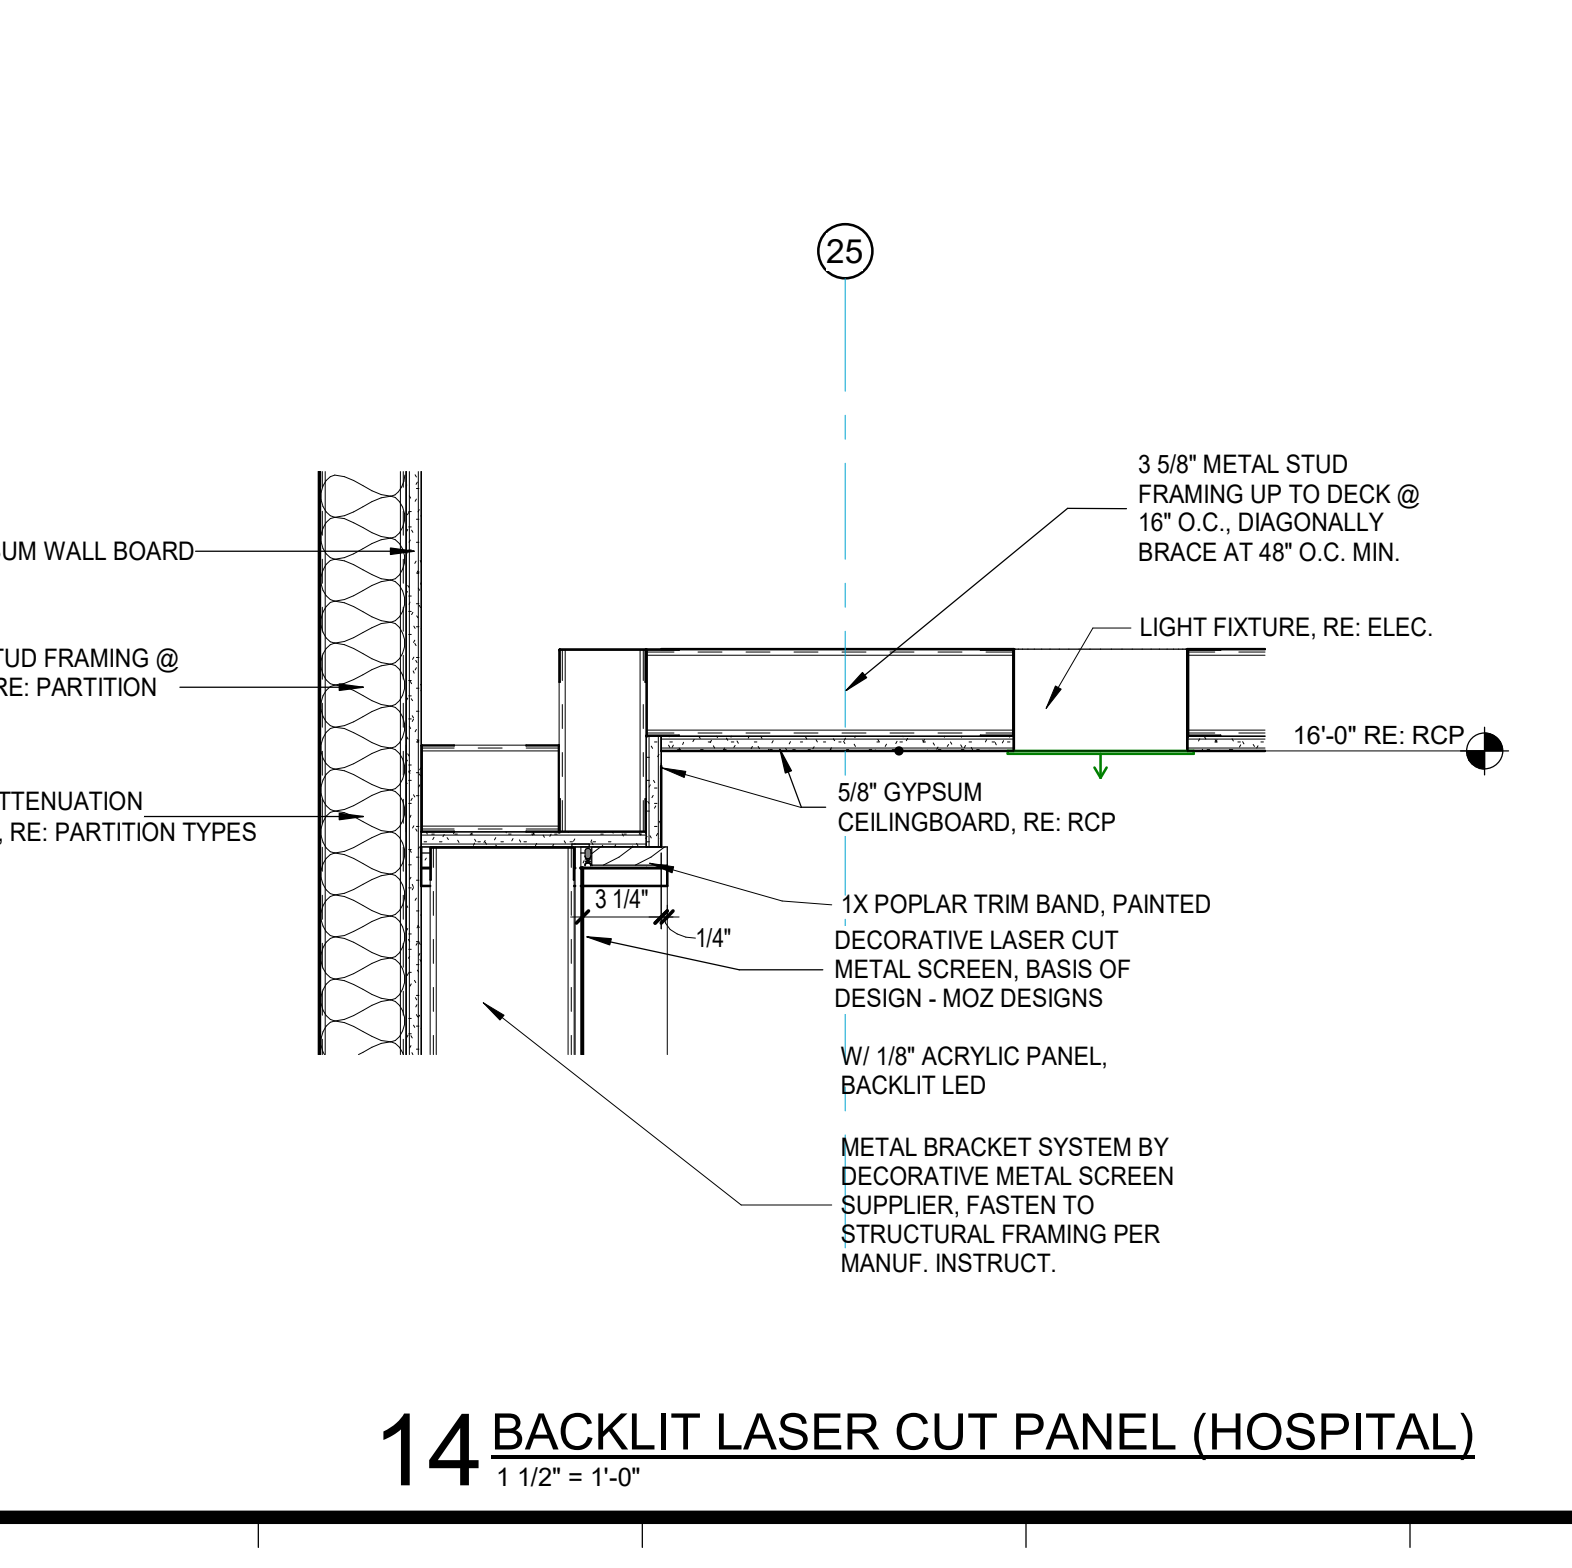 25
3 5/8" METAL STUD
FRAMING UP TO DECK @
16" O.C., DIAGONALLY
BRACE AT 48" O.C. MIN.
WALL BOARD
LIGHT FIXTURE, RE: ELEC.
FRAMING @
RE: PARTITION
16'-0" RE: RCP
, RE: PARTITION TYPES
5/8" GYPSUM
CEILINGBOARD, RE: RCP
3 1/4"
1/4"
1X POPLAR TRIM BAND, PAINTED
DECORATIVE LASER CUT
METAL SCREEN, BASIS OF
DESIGN - MOZ DESIGNS
W/ 1/8" ACRYLIC PANEL,
BACKLIT LED
METAL BRACKET SYSTEM BY
DECORATIVE METAL SCREEN
SUPPLIER, FASTEN TO
STRUCTURAL FRAMING PER
MANUF. INSTRUCT.
14 BACKLIT LASER CUT PANEL (HOSPITAL)
1 1/2" = 1'-0"